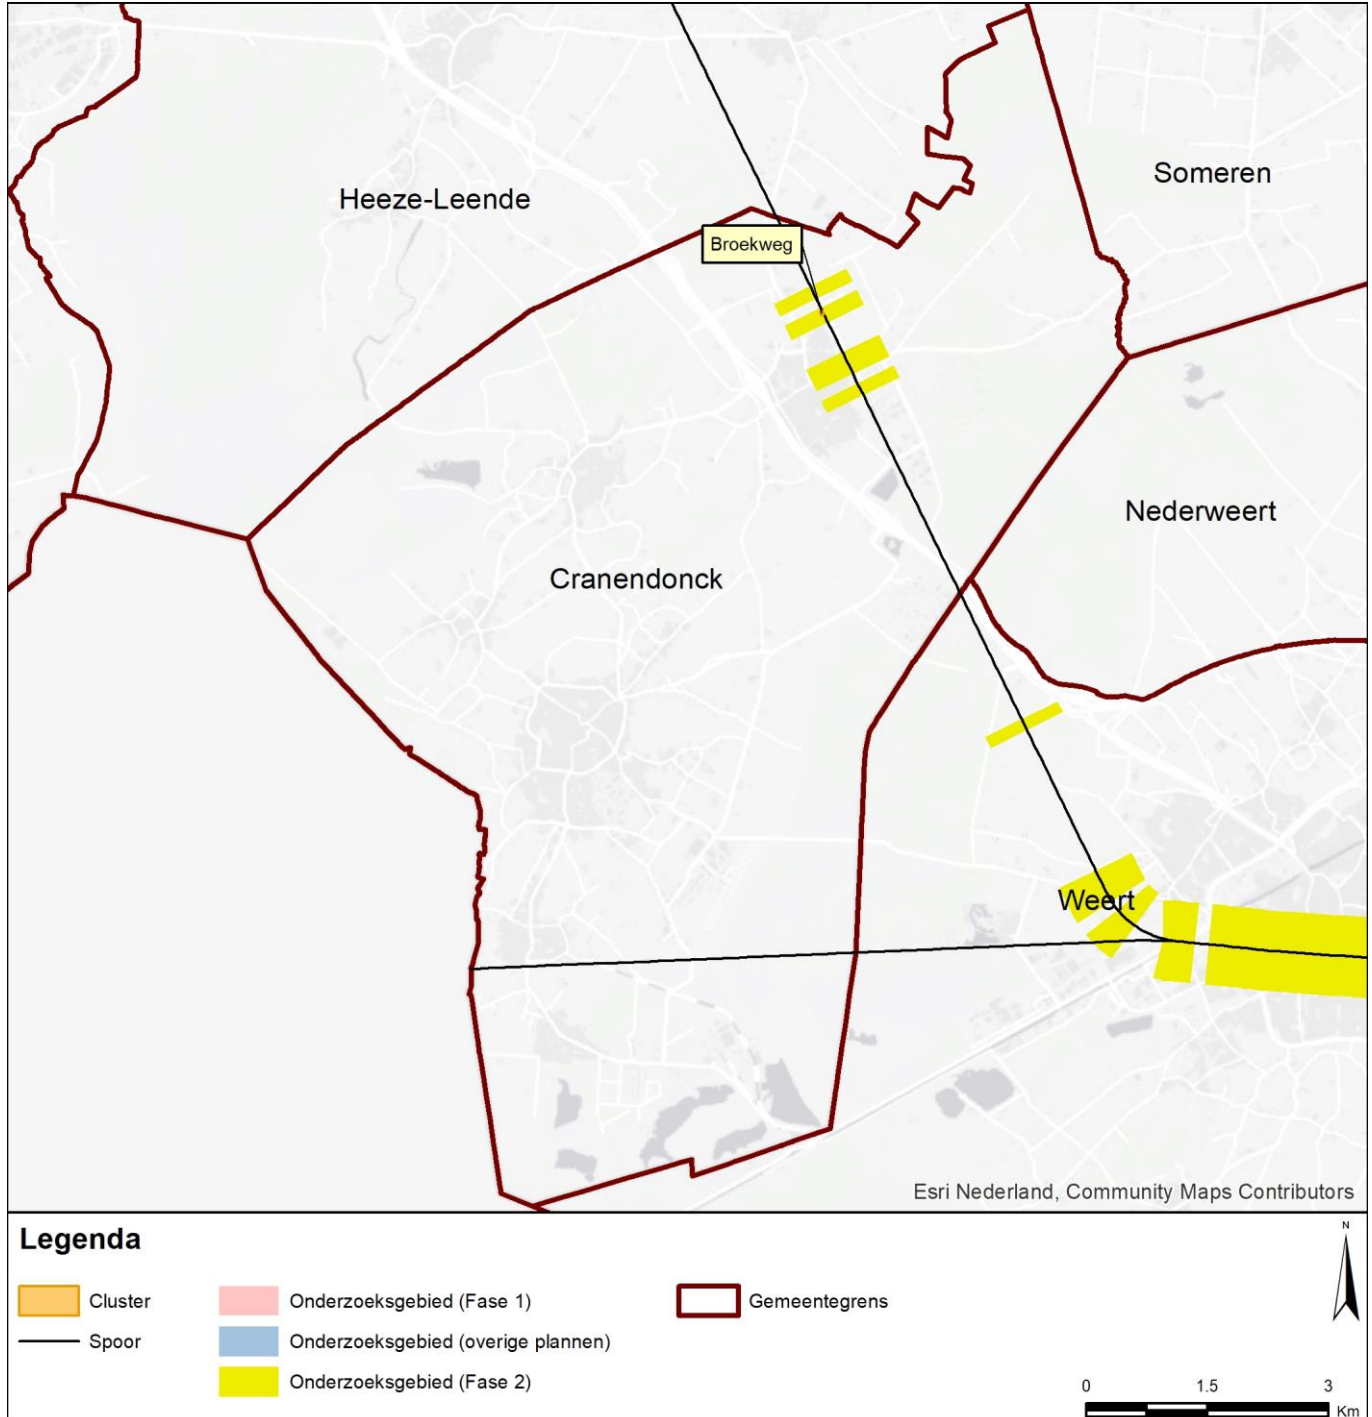 Someren
Heeze-Leende
Broekweg
Nederweert
Cranendonck
Weert
Esri Nederland, Community Maps Contributors
Legenda
Cluster
Spoor
Onderzoeksgebied (Fase 1)
Onderzoeksgebied (overige plannen)
Onderzoeksgebied (Fase 2)
Gemeentegrens
N
0 1.5 3
Km